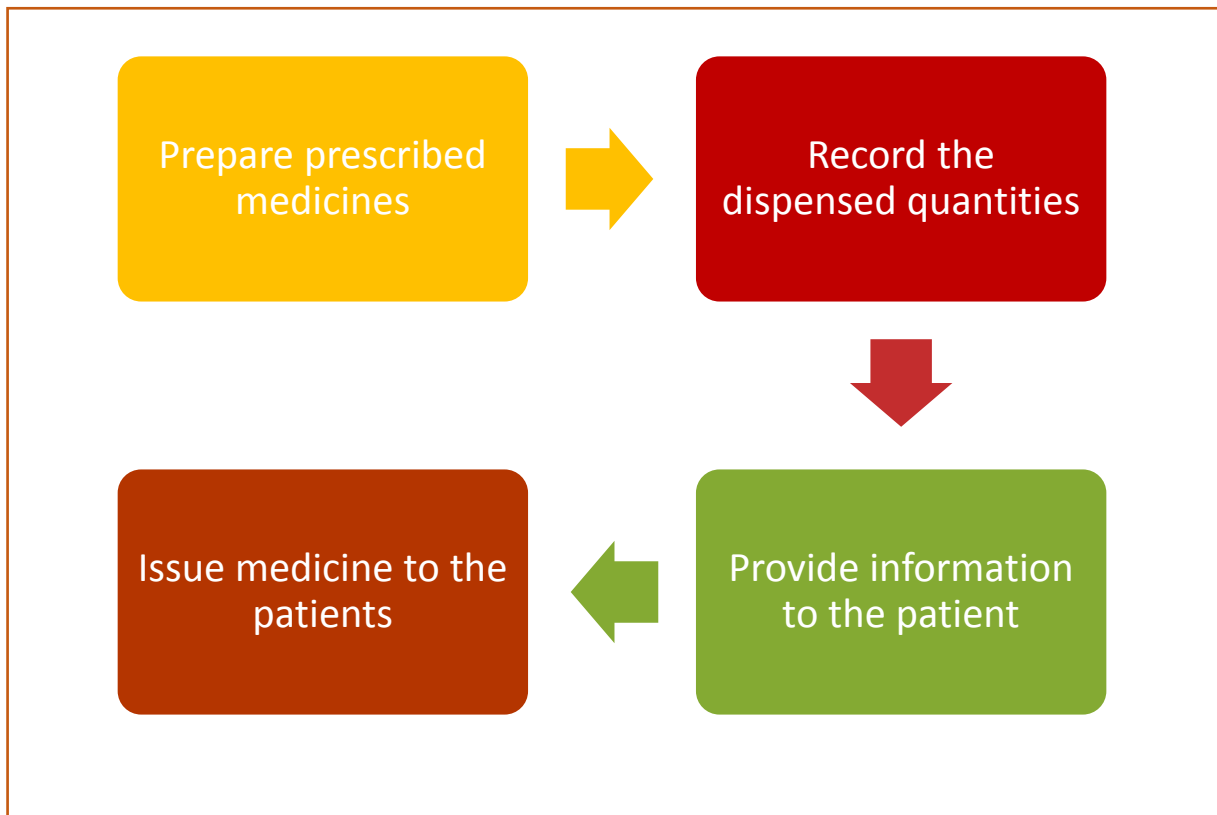 Prepare prescribed
medicines
Record the
dispensed quantities
Provide information
to the patient
Issue medicine to the
patients